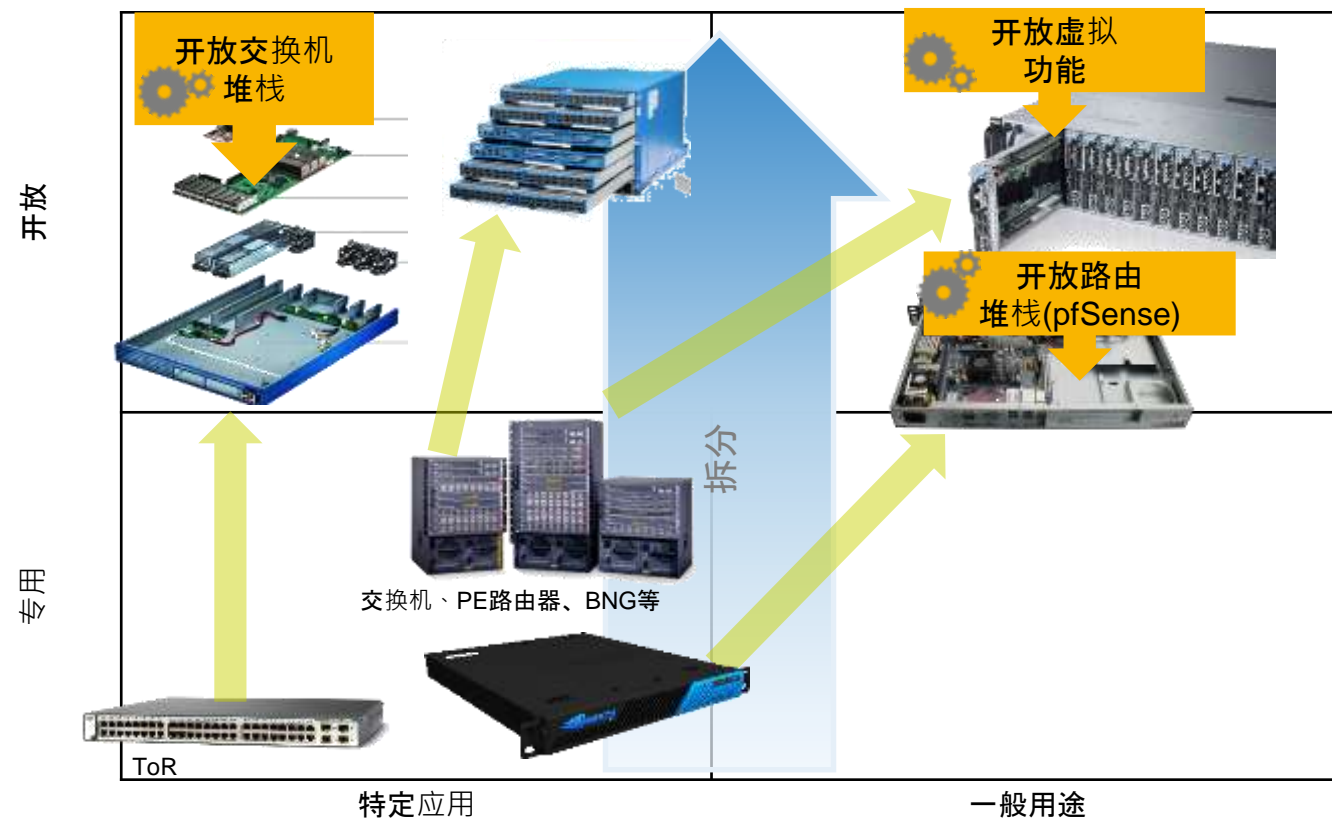 开放交换机
堆栈
开放虚拟
功能
开放
开放路由
堆栈(pfSense)
拆分
专用
交换机、PE路由器、BNG等
ToR
特定应用
一般用途